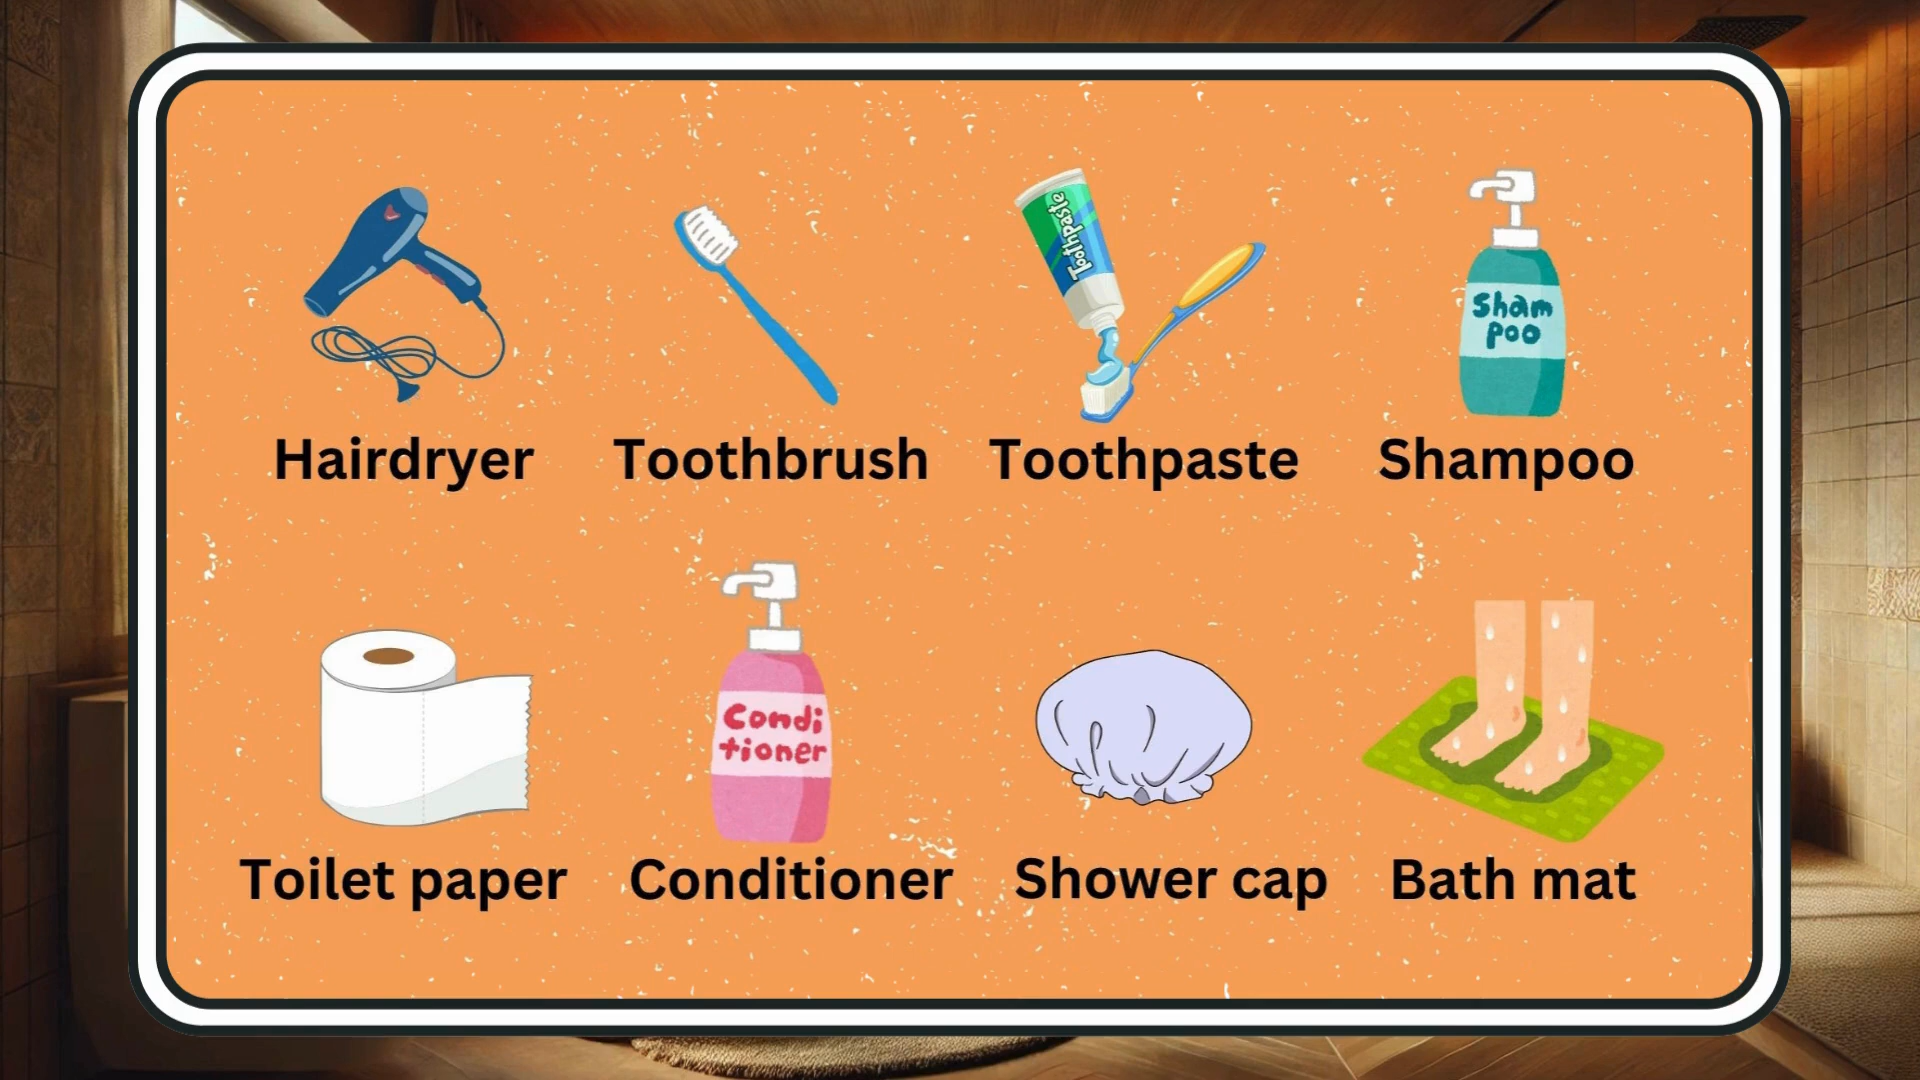 Toothpaste
Sham
poo
Hairdryer
Toothbrush
Toothpaste
Shampoo
Condi
tioner
Toilet paper
Conditioner
Shower cap
Bath mat